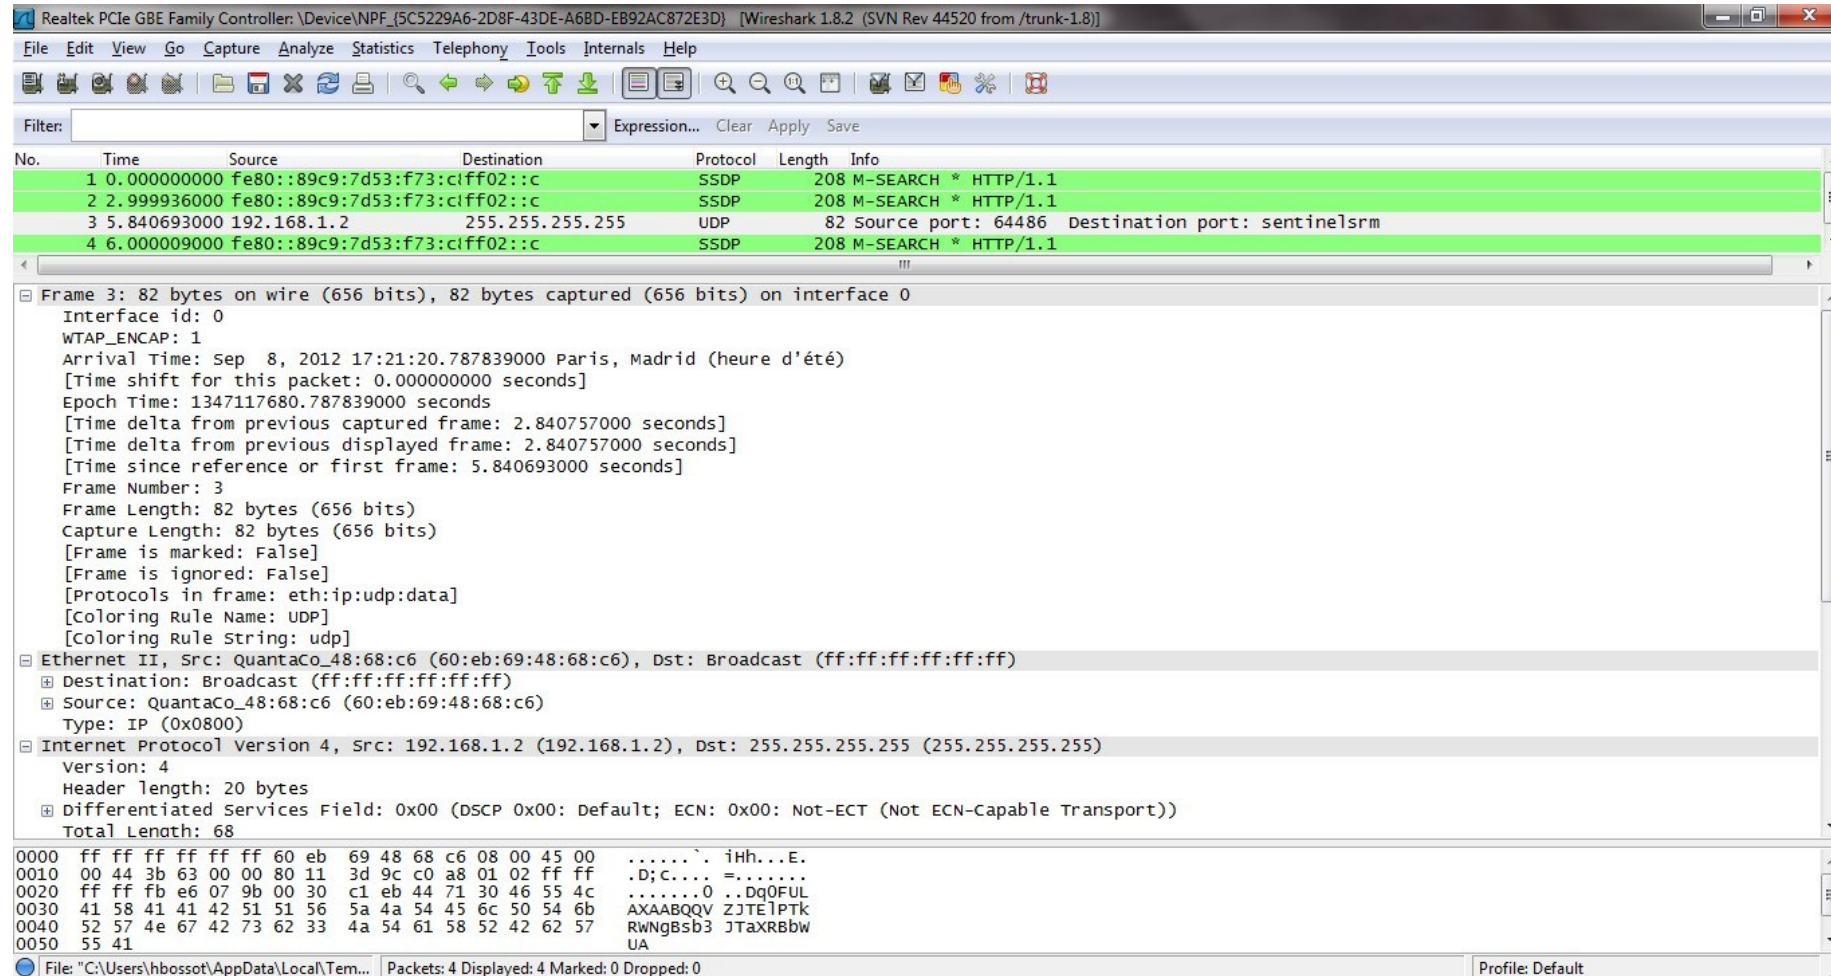 Realtek PCIe GBE Family Controller: \Device\NPF_{5C5229A6-2D8F-43DE-A6BD-EB92AC872E3D} [Wireshark 1.8.2 (SVN Rev 44520 from /trunk-1.8)]
File Edit View Go Capture Analyze Statistics Telephony Tools Internals Help
Filter: Expression... Clear Apply Save
No. Time Source Destination Protocol Length Info
1 0.000000000 fe80::89c9:7d53:f73:c8 ff02::c SSDP 208 M-SEARCH * HTTP/1.1
2 2.999936000 fe80::89c9:7d53:f73:c8 ff02::c SSDP 208 M-SEARCH * HTTP/1.1
3 5.840693000 192.168.1.2 255.255.255.255 UDP 82 Source port: 64486 Destination port: sentinelsrm
4 6.000009000 fe80::89c9:7d53:f73:c8 ff02::c SSDP 208 M-SEARCH * HTTP/1.1
Frame 3: 82 bytes on wire (656 bits), 82 bytes captured (656 bits) on interface 0
Interface id: 0
WTAP_ENCAP: 1
Arrival Time: Sep 8, 2012 17:21:20.787839000 Paris, Madrid (heure d'été)
[Time shift for this packet: 0.000000000 seconds]
Epoch Time: 1347117680.787839000 seconds
[Time delta from previous captured frame: 2.840757000 seconds]
[Time delta from previous displayed frame: 2.840757000 seconds]
[Time since reference or first frame: 5.840693000 seconds]
Frame Number: 3
Frame Length: 82 bytes (656 bits)
Capture Length: 82 bytes (656 bits)
[Frame is marked: False]
[Frame is ignored: False]
[Protocols in frame: eth:ip:udp:data]
[Coloring Rule Name: UDP]
[Coloring Rule String: udp]
Ethernet II, Src: QuantaCo_48:68:c6 (60:eb:69:48:68:c6), Dst: Broadcast (ff:ff:ff:ff:ff:ff)
Destination: Broadcast (ff:ff:ff:ff:ff:ff)
Source: QuantaCo_48:68:c6 (60:eb:69:48:68:c6)
Type: IP (0x0800)
Internet Protocol Version 4, Src: 192.168.1.2 (192.168.1.2), Dst: 255.255.255.255 (255.255.255.255)
Version: 4
Header length: 20 bytes
Differentiated Services Field: 0x00 (DSCP 0x00: Default; ECN: 0x00: Not-ECT (Not ECN-Capable Transport))
Total Length: 68
0000 ff ff ff ff ff ff 60 eb 69 48 68 c6 08 00 45 00 ......`. iHh...E.
0010 00 44 3b 63 00 00 80 11 3d 9c c0 a8 01 02 ff ff .D;c.... =.......
0020 ff ff fb e6 07 9b 00 30 c1 eb 44 71 30 46 55 4c .......0 ..Dq0FUL
0030 41 58 41 41 42 51 51 56 5a 4a 54 45 6c 50 54 6b AXAABQQV ZJTElPTk
0040 52 57 4e 67 42 73 62 33 4a 54 61 58 52 42 62 57 RWNgBsb3 JTaXRBbW
0050 55 41 UA
File: "C:\Users\hbossot\AppData\Local\Tem... Packets: 4 Displayed: 4 Marked: 0 Dropped: 0 Profile: Default